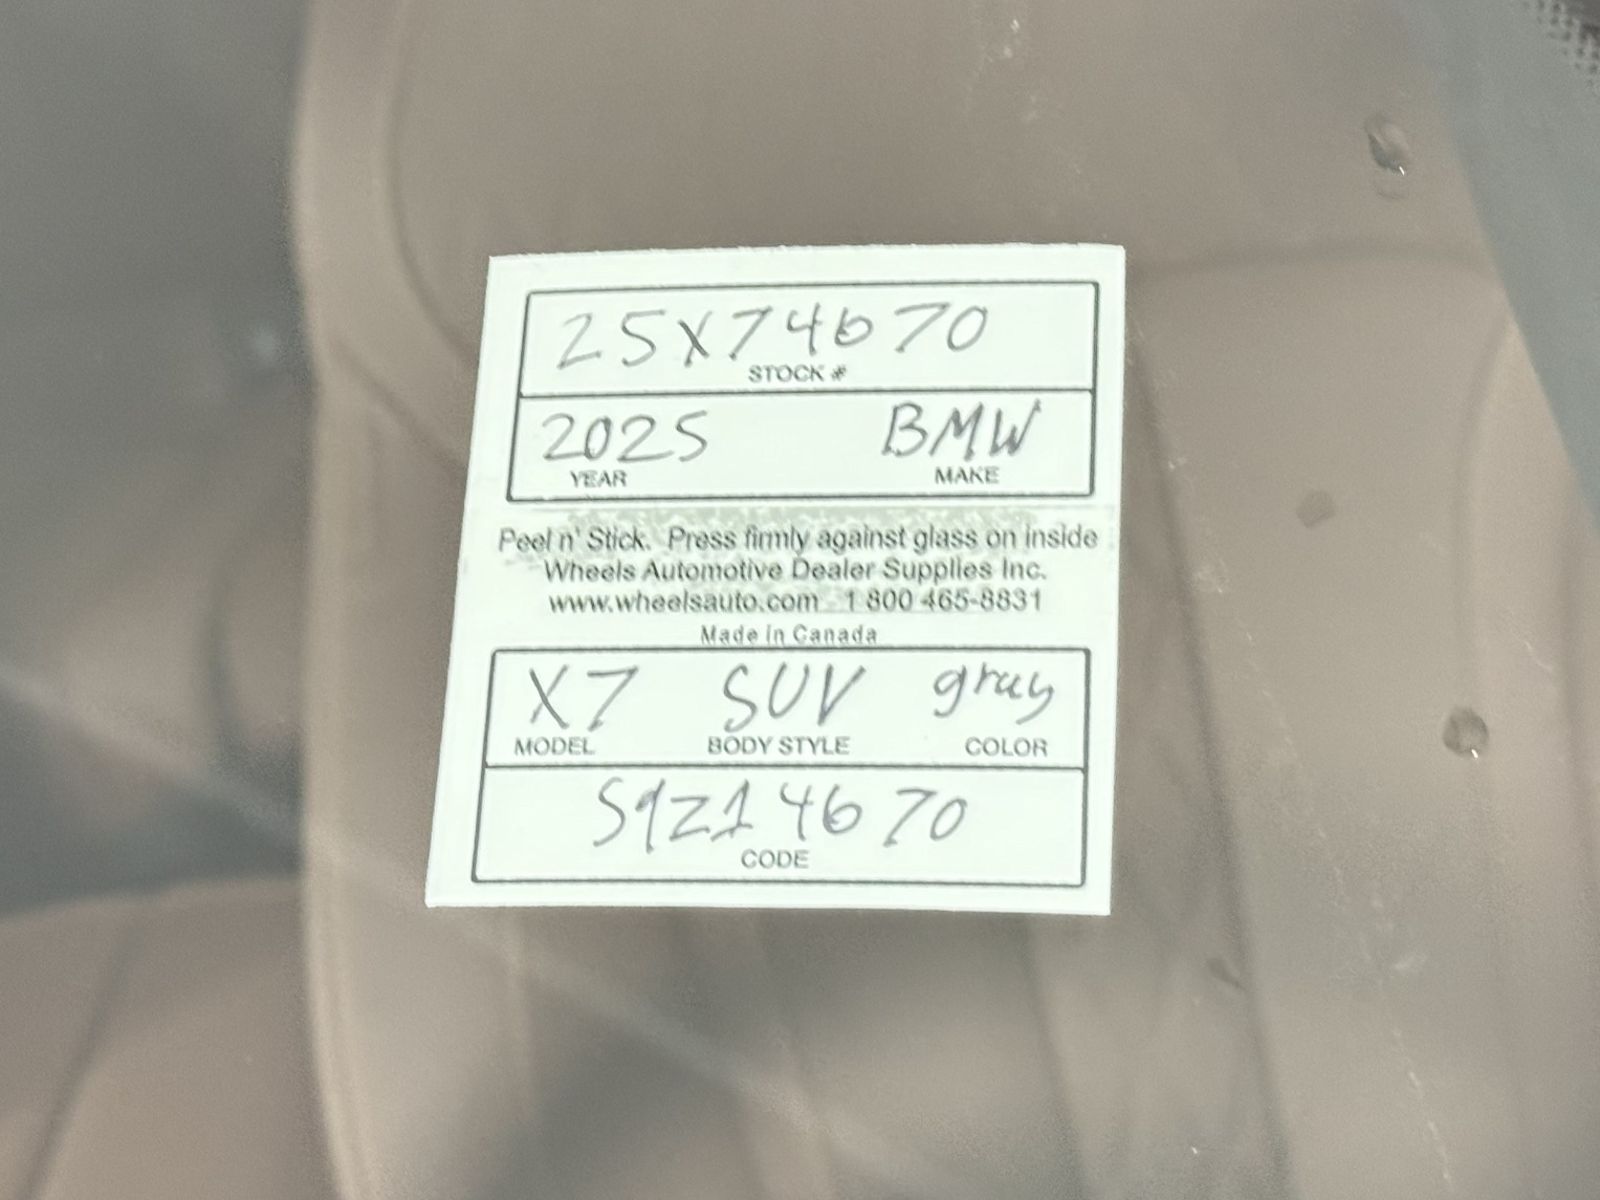 25X74670
STOCK #
2025 BMW
YEAR MAKE
Peel n' Stick. Press firmly against glass on inside
Wheels Automotive Dealer Supplies Inc.
www.wheelsauto.com 1 800 465-8831
Made in Canada
X7 SUV gray
MODEL BODY STYLE COLOR
S9Z14670
CODE